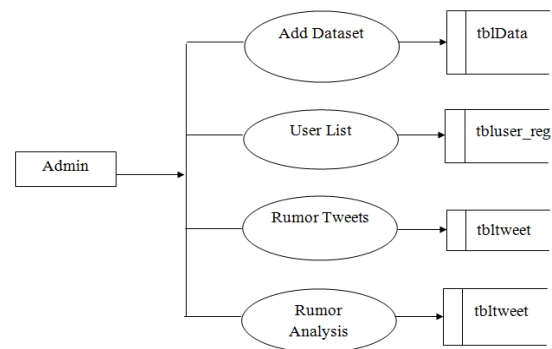 Add Dataset
tblData
User List
tbluser_reg
Admin
Rumor Tweets
tbltweet
Rumor
Analysis
tbltweet